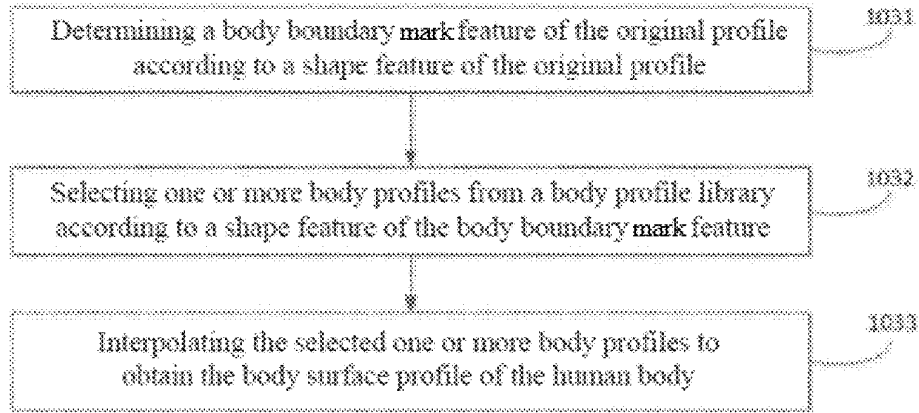 Determining a body boundary mark feature of the original profile
according to a shape feature of the original profile
1031
Selecting one or more body profiles from a body profile library
according to a shape feature of the body boundary mark feature
1032
Interpolating the selected one or more body profiles to
obtain the body surface profile of the human body
1033